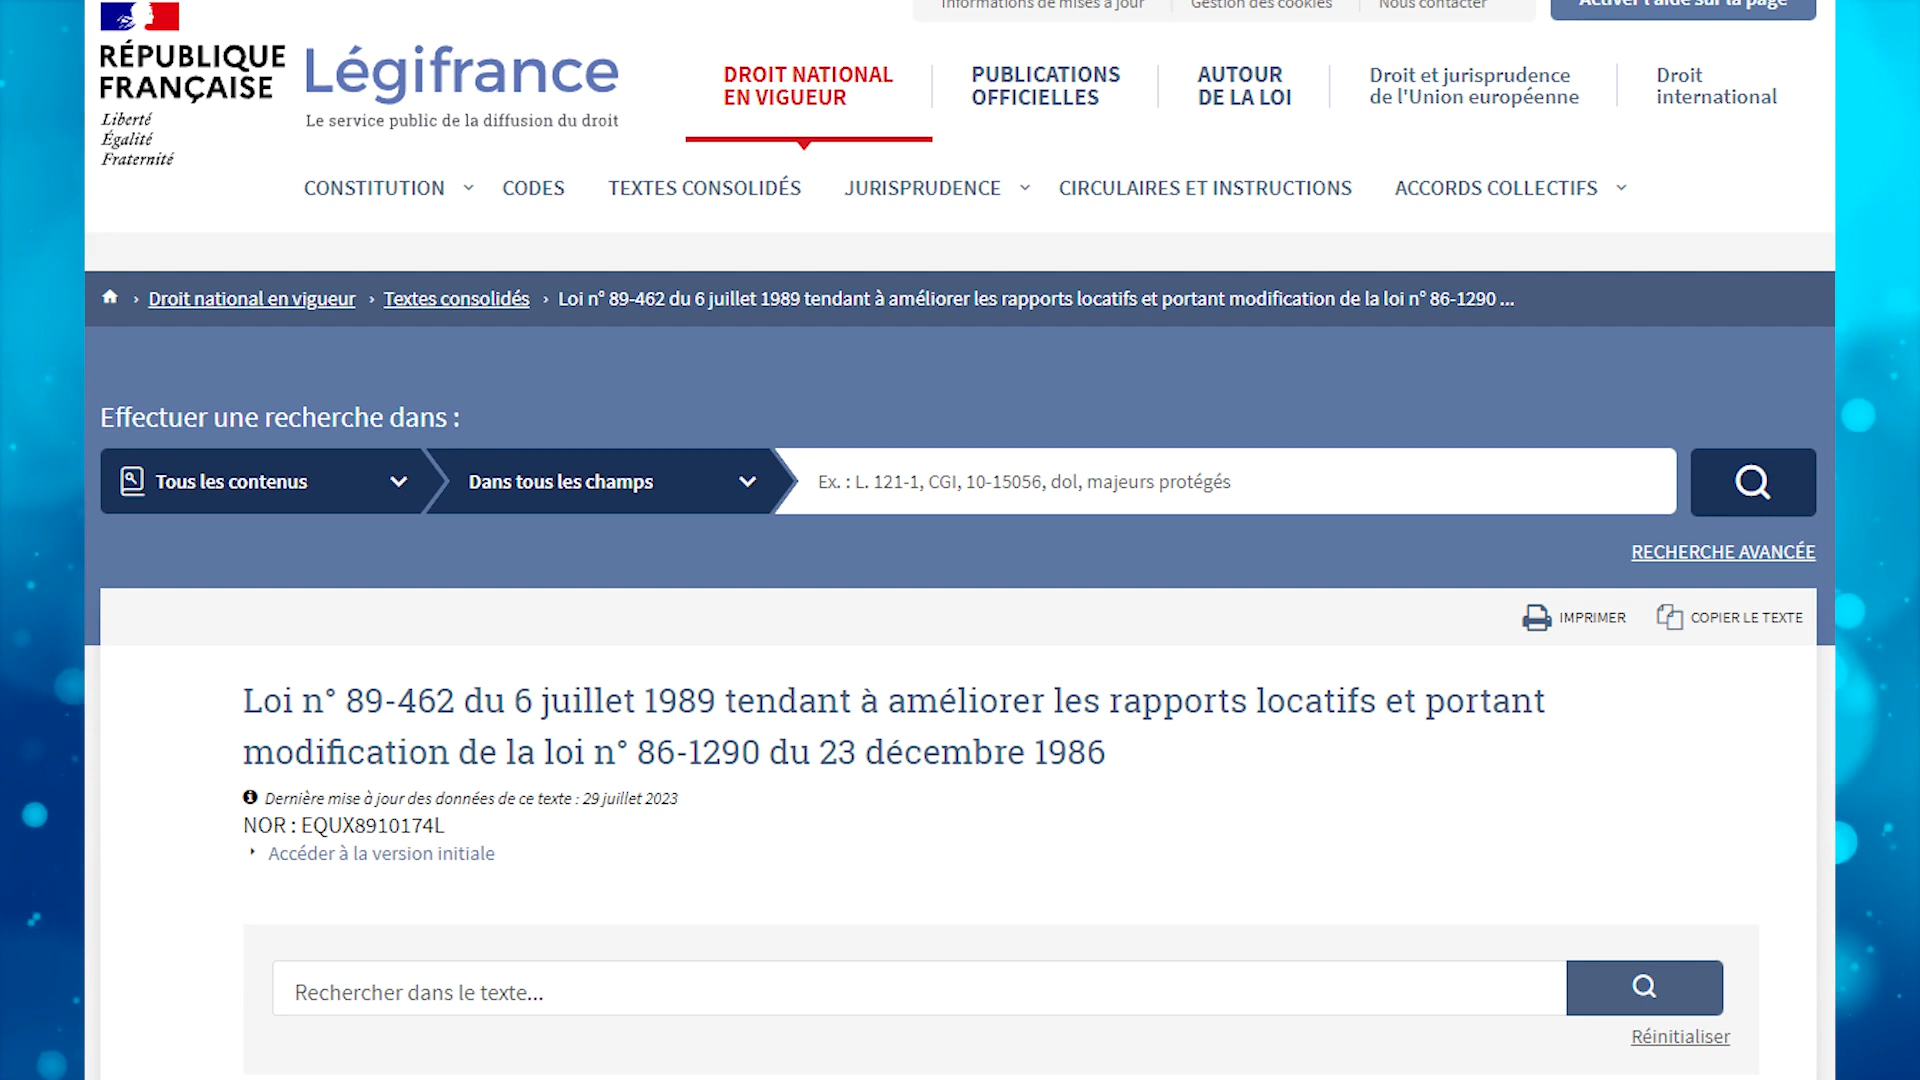 Informations de mises à jour
Gestion des cookies
Nous contacter
Activer l'aide sur la page
RÉPUBLIQUE
FRANÇAISE
Liberté
Égalité
Fraternité
Légifrance
Le service public de la diffusion du droit
DROIT NATIONAL
EN VIGUEUR
PUBLICATIONS
OFFICIELLES
AUTOUR
DE LA LOI
Droit et jurisprudence
de l'Union européenne
Droit
international
CONSTITUTION
CODES
TEXTES CONSOLIDÉS
JURISPRUDENCE
CIRCULAIRES ET INSTRUCTIONS
ACCORDS COLLECTIFS
Droit national en vigueur › Textes consolidés › Loi n° 89-462 du 6 juillet 1989 tendant à améliorer les rapports locatifs et portant modification de la loi n° 86-1290 ...
Effectuer une recherche dans :
Tous les contenus
Dans tous les champs
Ex. : L. 121-1, CGI, 10-15056, dol, majeurs protégés
RECHERCHE AVANCÉE
IMPRIMER
COPIER LE TEXTE
Loi n° 89-462 du 6 juillet 1989 tendant à améliorer les rapports locatifs et portant
modification de la loi n° 86-1290 du 23 décembre 1986
Dernière mise à jour des données de ce texte : 29 juillet 2023
NOR : EQUX8910174L
Accéder à la version initiale
Rechercher dans le texte...
Réinitialiser